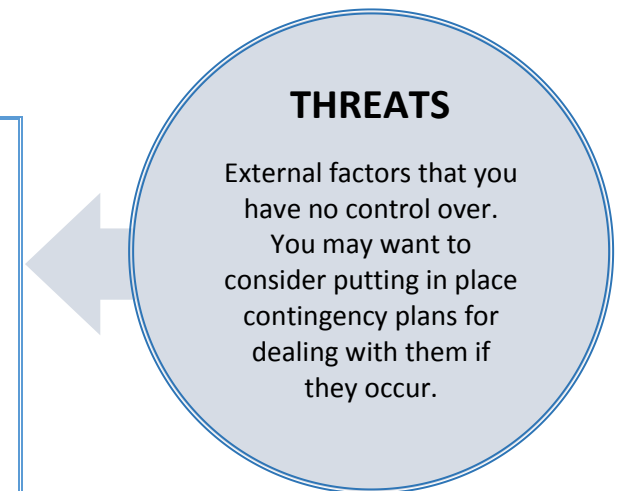 THREATS
External factors that you
have no control over.
You may want to
consider putting in place
contingency plans for
dealing with them if
they occur.